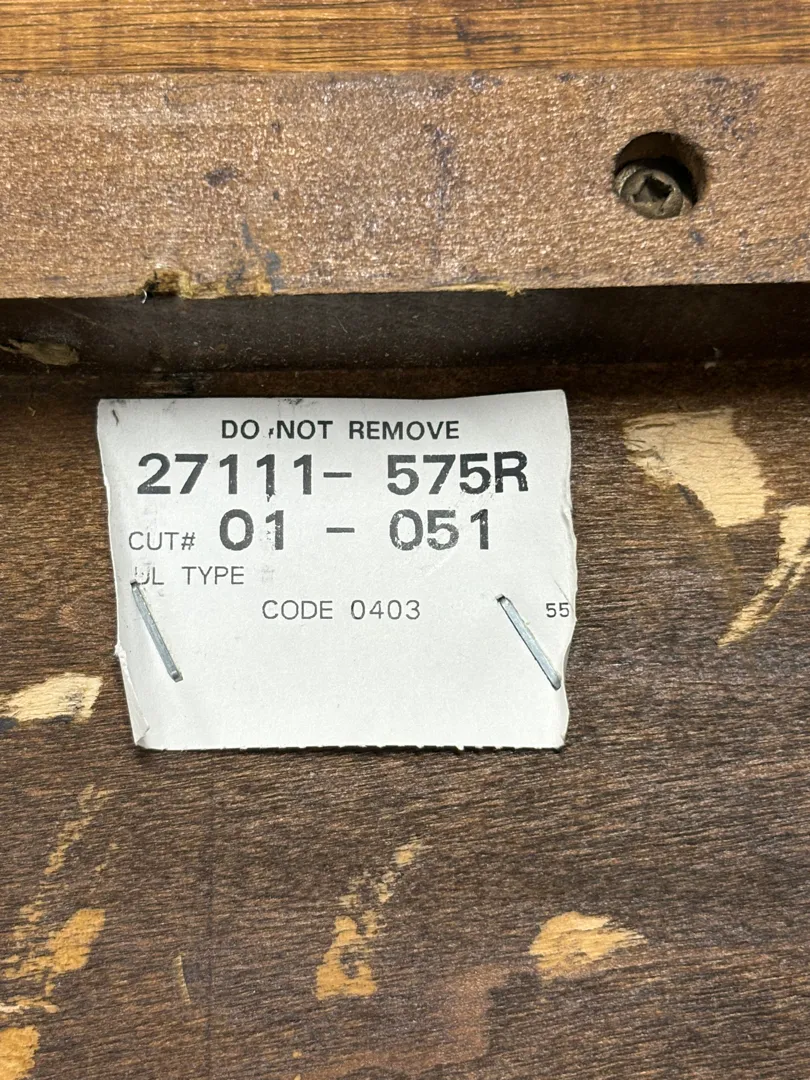 DO NOT REMOVE
27111- 575R
CUT# 01 - 051
UL TYPE
CODE 0403 55